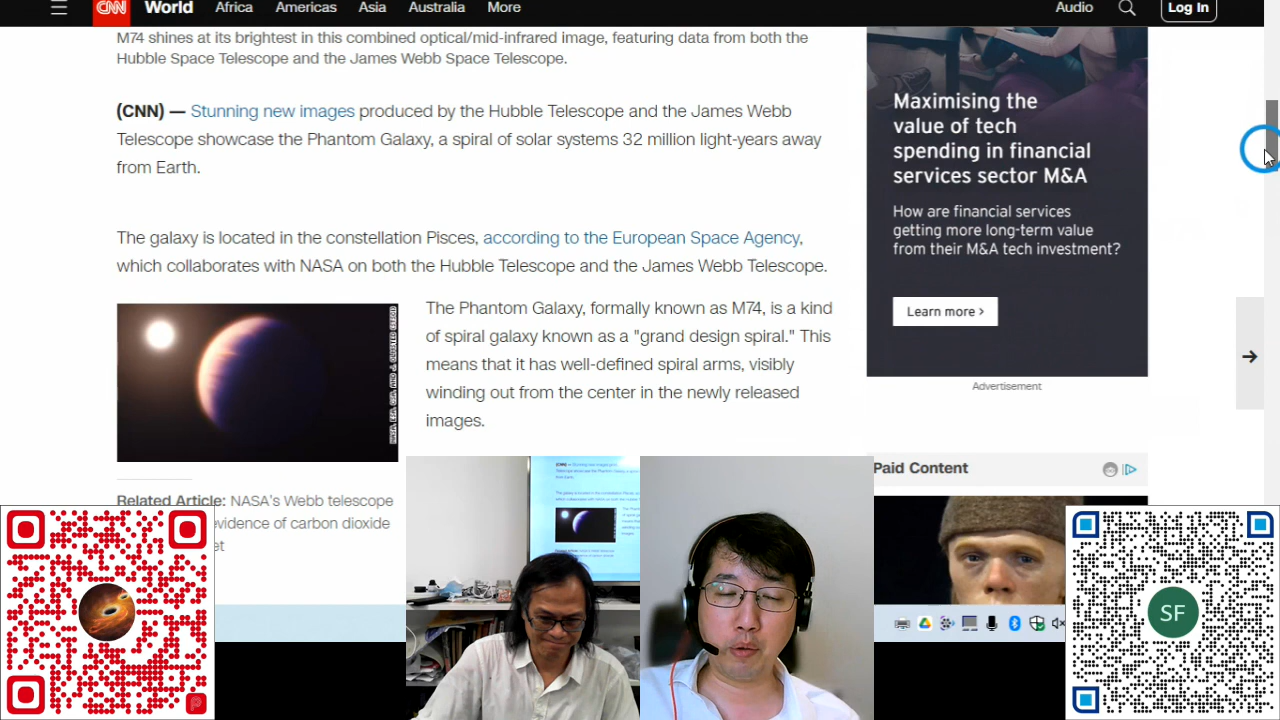 CNN World Africa Americas Asia Australia More Audio Log In
M74 shines at its brightest in this combined optical/mid-infrared image, featuring data from both the
Hubble Space Telescope and the James Webb Space Telescope.
(CNN) — Stunning new images produced by the Hubble Telescope and the James Webb
Telescope showcase the Phantom Galaxy, a spiral of solar systems 32 million light-years away
from Earth.
The galaxy is located in the constellation Pisces, according to the European Space Agency,
which collaborates with NASA on both the Hubble Telescope and the James Webb Telescope.
The Phantom Galaxy, formally known as M74, is a kind
of spiral galaxy known as a "grand design spiral." This
means that it has well-defined spiral arms, visibly
winding out from the center in the newly released
images.
Related Article: NASA's Webb telescope
evidence of carbon dioxide
et
Maximising the
value of tech
spending in financial
services sector M&A
How are financial services
getting more long-term value
from their M&A tech investment?
Learn more >
Advertisement
Paid Content
SF